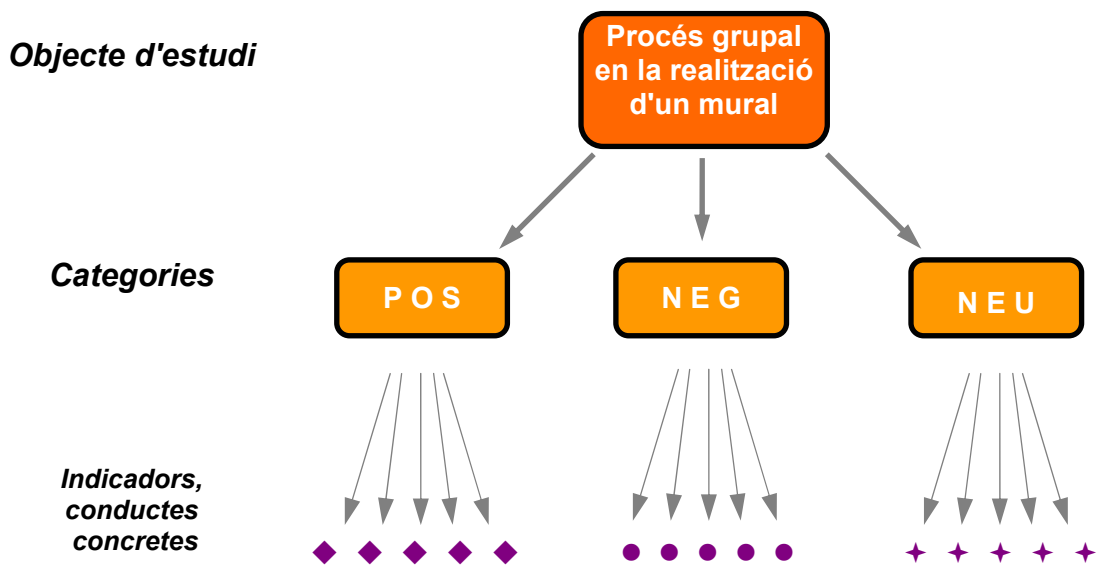 Objecte d'estudi
Procés grupal
en la realització
d'un mural
Categories
P O S
N E G
N E U
Indicadors,
conductes
concretes